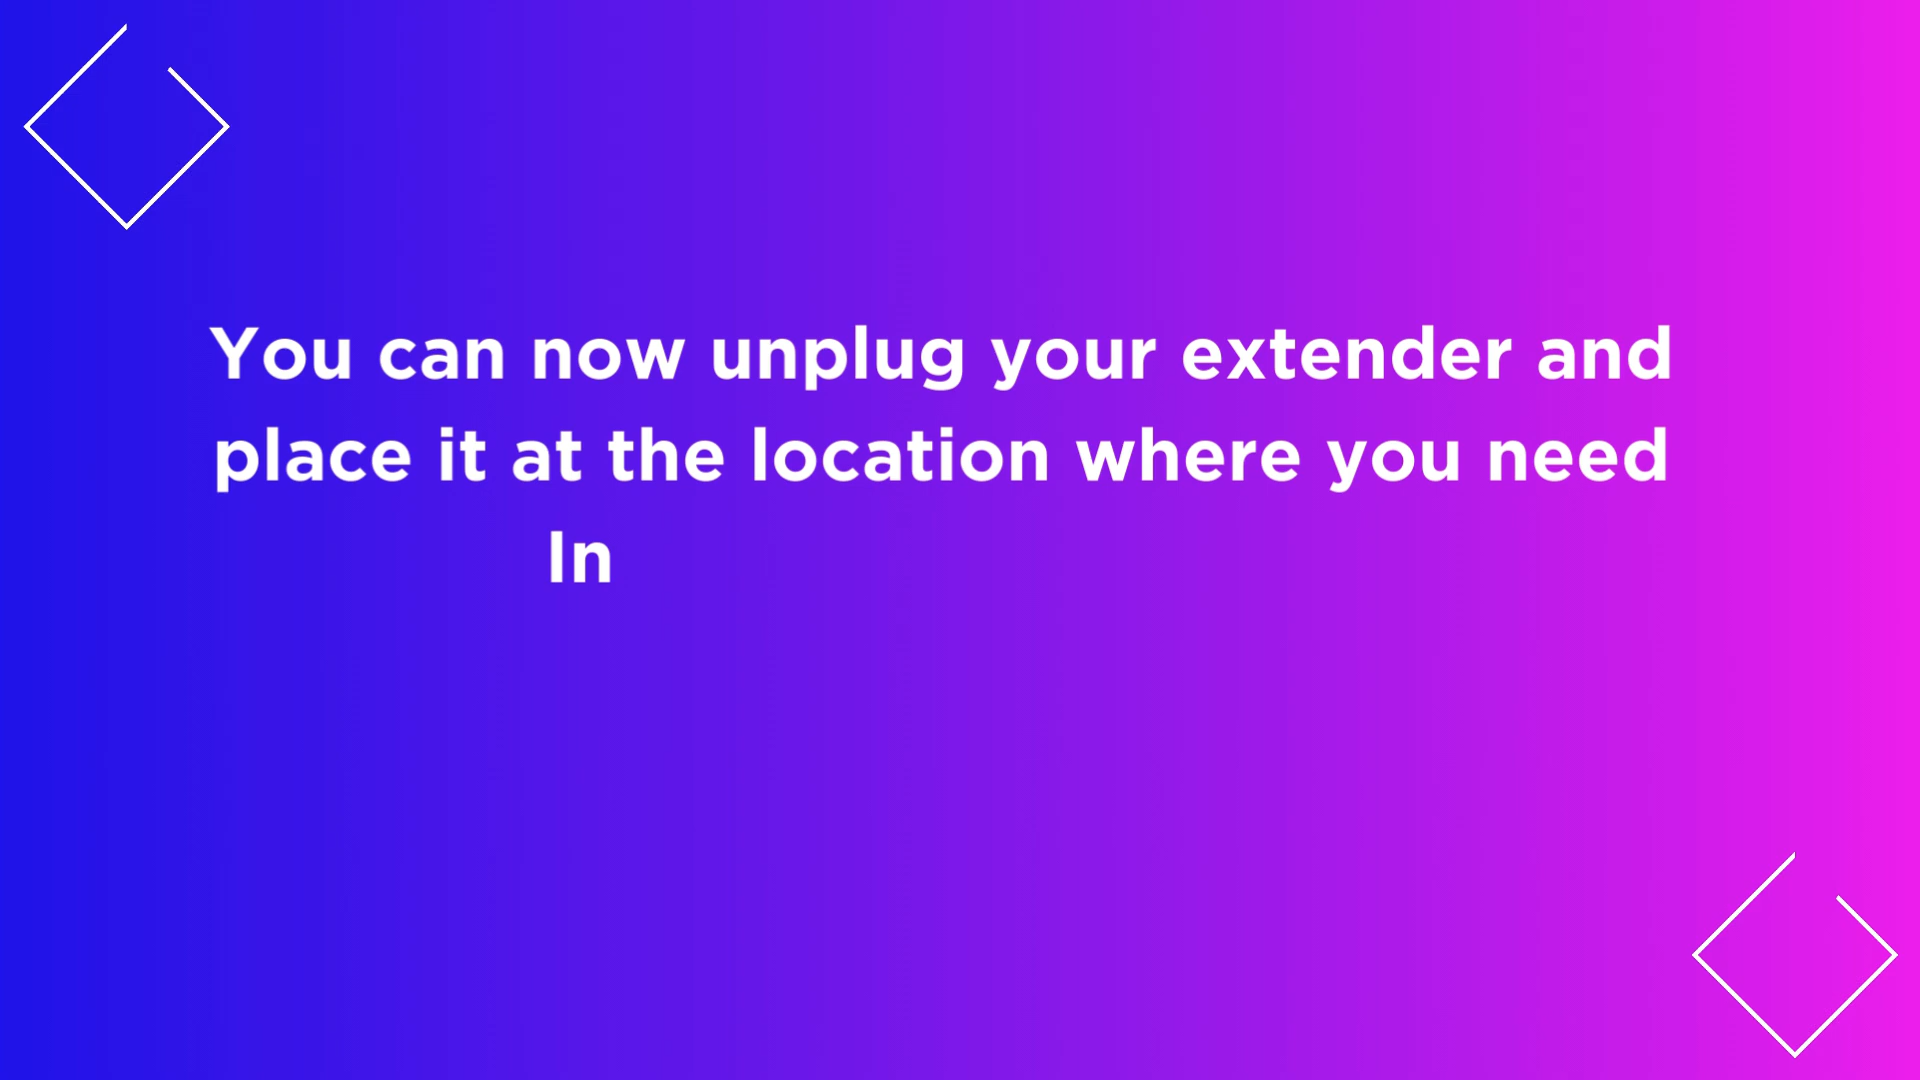 You can now unplug your extender and
place it at the location where you need
In